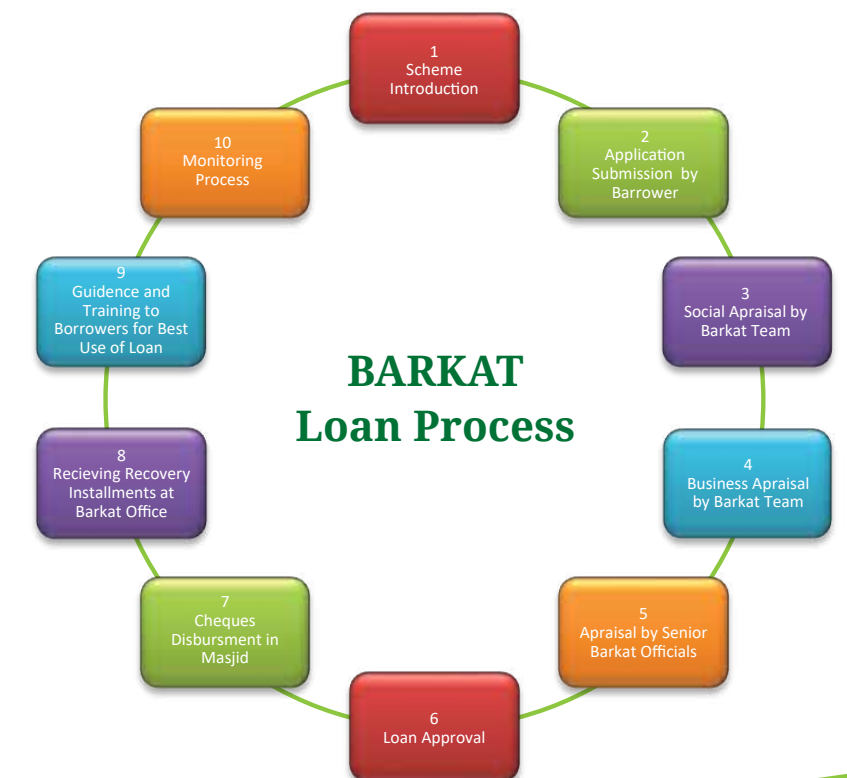 1
Scheme
Introduction
2
Application
Submission by
Barrower
3
Social Apraisal by
Barkat Team
4
Business Apraisal
by Barkat Team
5
Apraisal by Senior
Barkat Officials
6
Loan Approval
7
Cheques
Disbursment in
Masjid
8
Recieving Recovery
Installments at
Barkat Office
9
Guidence and
Training to
Borrowers for Best
Use of Loan
10
Monitoring
Process
BARKAT
Loan Process